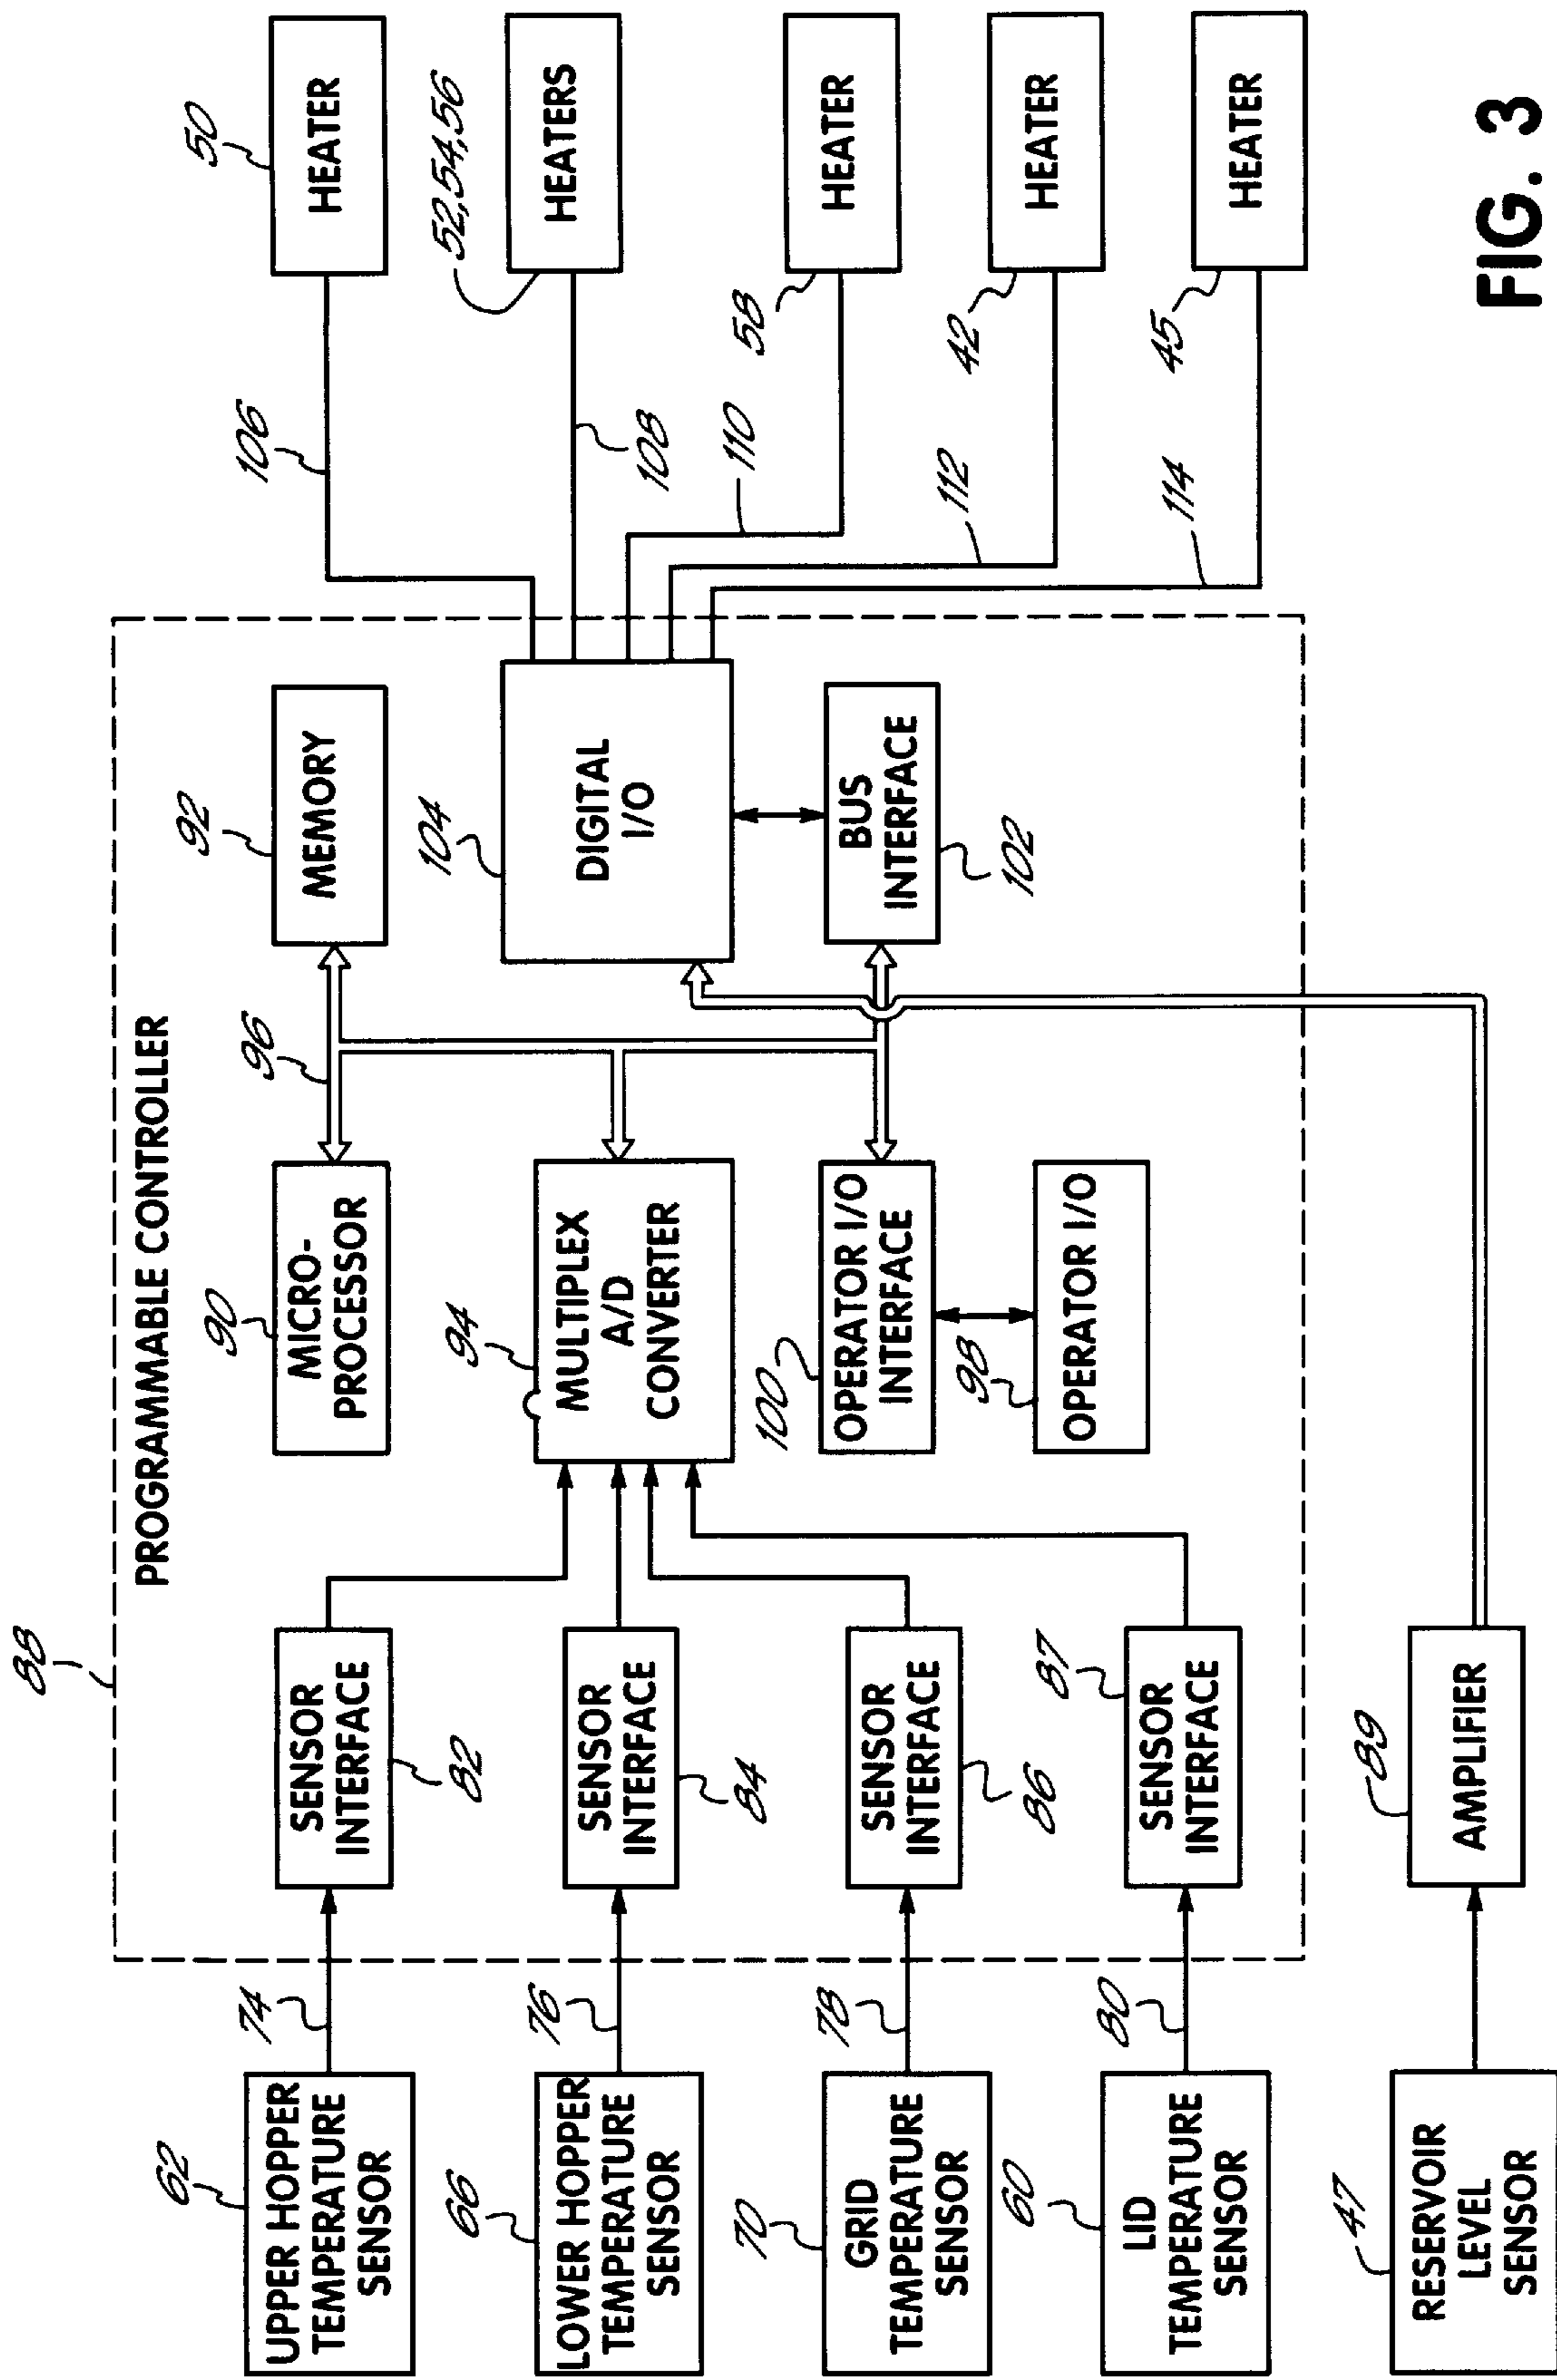 88
PROGRAMMABLE CONTROLLER
62
UPPER HOPPER
TEMPERATURE
SENSOR
74
SENSOR
INTERFACE
82
90
MICRO-
PROCESSOR
96
92
MEMORY
106
50
HEATER
66
LOWER HOPPER
TEMPERATURE
SENSOR
76
SENSOR
INTERFACE
84
94
MULTIPLEX
A/D
CONVERTER
104
DIGITAL
I/O
108
52,54,56
HEATERS
70
GRID
TEMPERATURE
SENSOR
78
SENSOR
INTERFACE
86
100
OPERATOR I/O
INTERFACE
BUS
INTERFACE
102
110
58
HEATER
60
LID
TEMPERATURE
SENSOR
80
87
SENSOR
INTERFACE
98
OPERATOR I/O
112
42
HEATER
47
RESERVOIR
LEVEL
SENSOR
89
AMPLIFIER
114
45
HEATER
FIG. 3